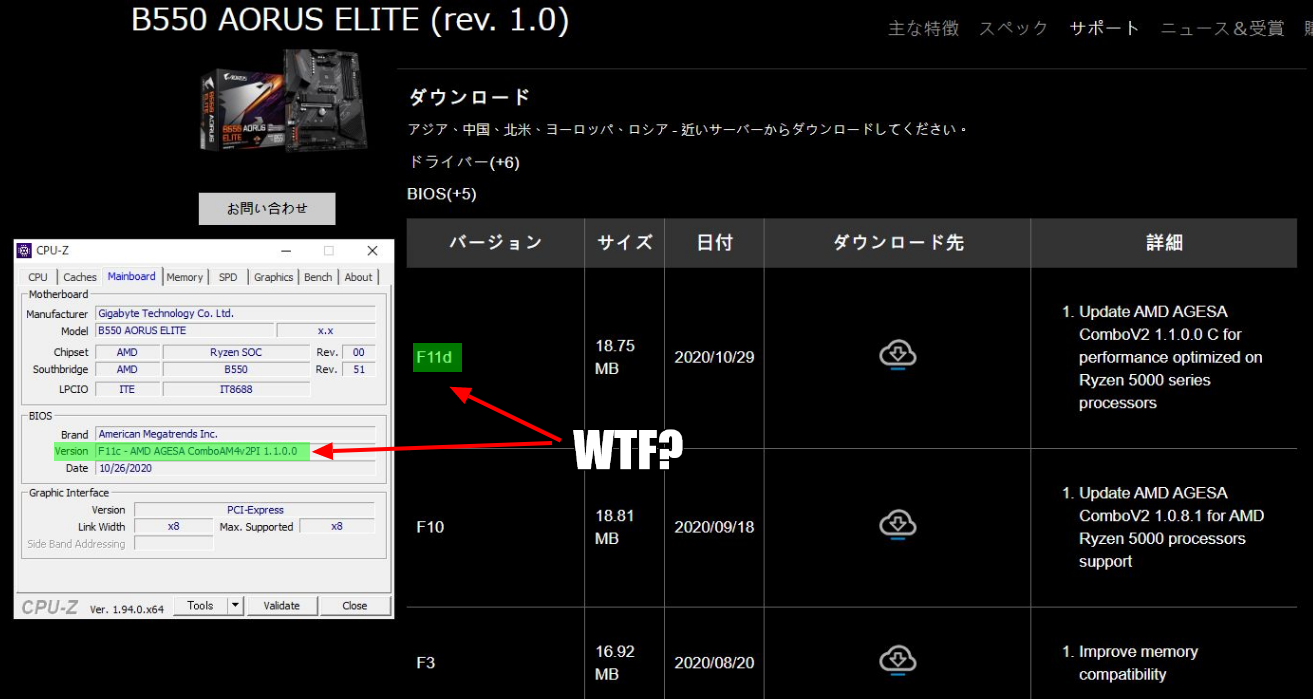 B550 AORUS ELITE (rev. 1.0)
主な特徴 スペック サポート ニュース＆受賞
AORUS
B550 AORUS
ELITE
お問い合わせ
ダウンロード
アジア、中国、北米、ヨーロッパ、ロシア - 近いサーバーからダウンロードしてください。
ドライバー(+6)
BIOS(+5)
バージョン サイズ 日付 ダウンロード先 詳細
F11d 18.75 MB 2020/10/29
1. Update AMD AGESA
ComboV2 1.1.0.0 C for
performance optimized on
Ryzen 5000 series
processors
F10 18.81 MB 2020/09/18
1. Update AMD AGESA
ComboV2 1.0.8.1 for AMD
Ryzen 5000 processors
support
F3 16.92 MB 2020/08/20
1. Improve memory
compatibility
WTF?
CPU-Z
CPU Caches Mainboard Memory SPD Graphics Bench About
Motherboard
Manufacturer Gigabyte Technology Co. Ltd.
Model B550 AORUS ELITE x.x
Chipset AMD Ryzen SOC Rev. 00
Southbridge AMD B550 Rev. 51
LPCIO ITE IT8688
BIOS
Brand American Megatrends Inc.
Version F11c - AMD AGESA ComboAM4v2PI 1.1.0.0
Date 10/26/2020
Graphic Interface
Version PCI-Express
Link Width x8 Max. Supported x8
Side Band Addressing
CPU-Z Ver. 1.94.0.x64 Tools Validate Close